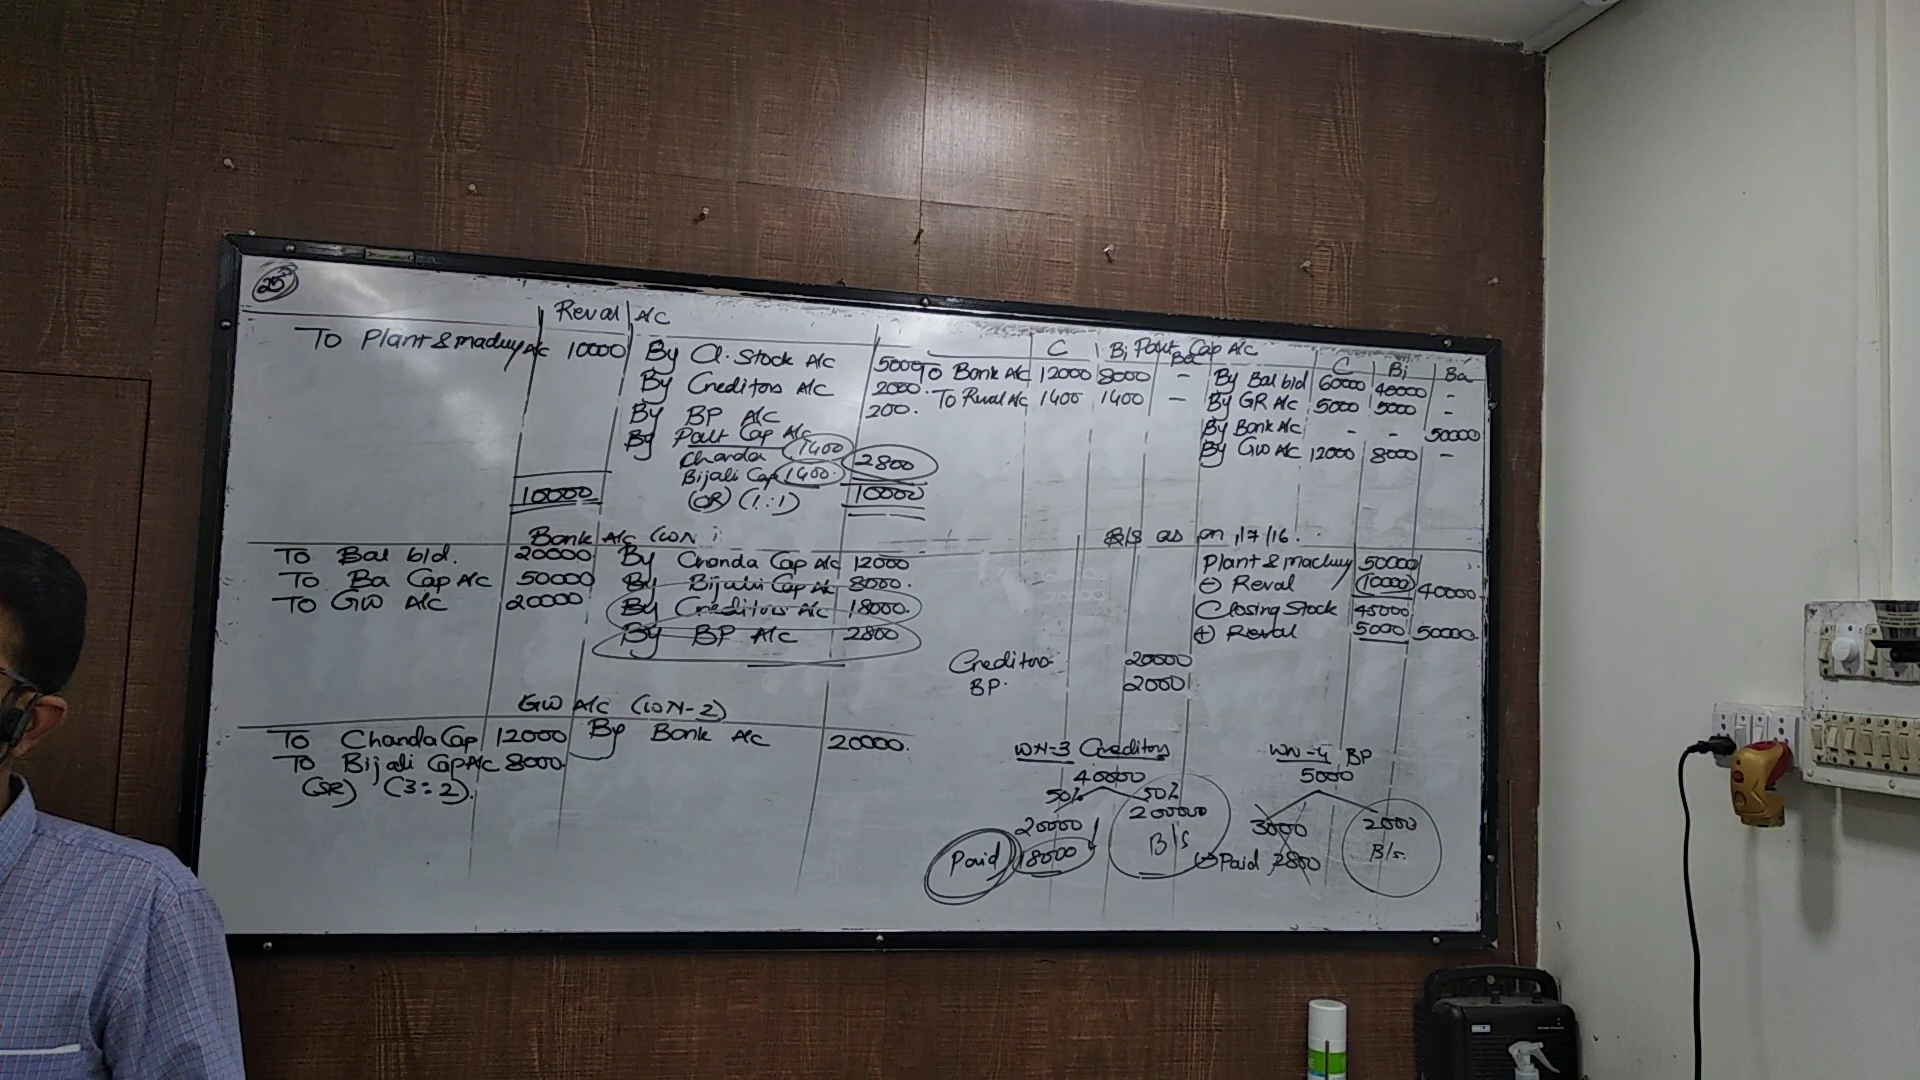 25
Reval A/c
To Plant & machry A/c 10000 By Cl. Stock A/c 5000
By Creditors A/c 2000
By BP A/c 200.
By Part Cap A/c
Chanda 1400 2800
Bijali Cap 1400
10000 (OR) (1:1) 10000
C Bi Part Cap A/c Ba C Bi Ba
To Bank A/c 12000 8000 - By Bal b/d 60000 40000 -
To Reval A/c 1400 1400 - By GR A/c 5000 5000 -
By Bank A/c - - 50000
By GW A/c 12000 8000 -
Bank A/c (WN 1
To Bal b/d. 20000 By Chanda Cap A/c 12000
To Ba Cap A/c 50000 By Bijali Cap A/c 8000.
To GW A/c 20000 By Creditors A/c 18000.
By BP A/c 2800
GW A/c (WN-2)
To Chanda Cap 12000 By Bank A/c 20000.
To Bijali Cap A/c 8000.
(SR) (3:2).
B/S as on 1/7/16.
Plant & machry 50000
(-) Reval (10000) 40000
Closing Stock 45000
(+) Reval 5000 50000
Creditors 20000
BP. 2000
WN-3 Creditors
40000
50% 50%
20000 200000
Paid 18000 B/S
WN-4 BP
5000
3000 2000
Paid 2800 B/S.